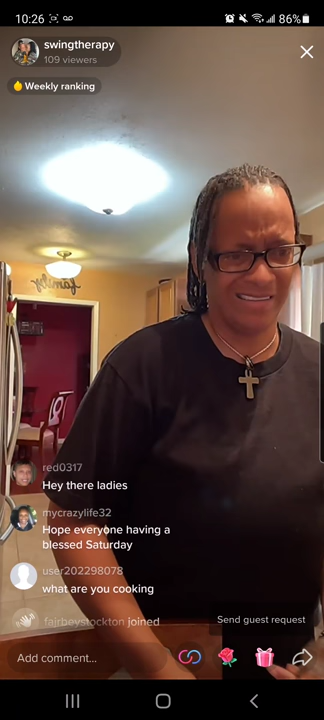 10:26
86%
swingtherapy
109 viewers
Weekly ranking
family
red0317
Hey there ladies
mycrazylife32
Hope everyone having a
blessed Saturday
user202298078
what are you cooking
fajrbeystockton joined
Send guest request
Add comment...